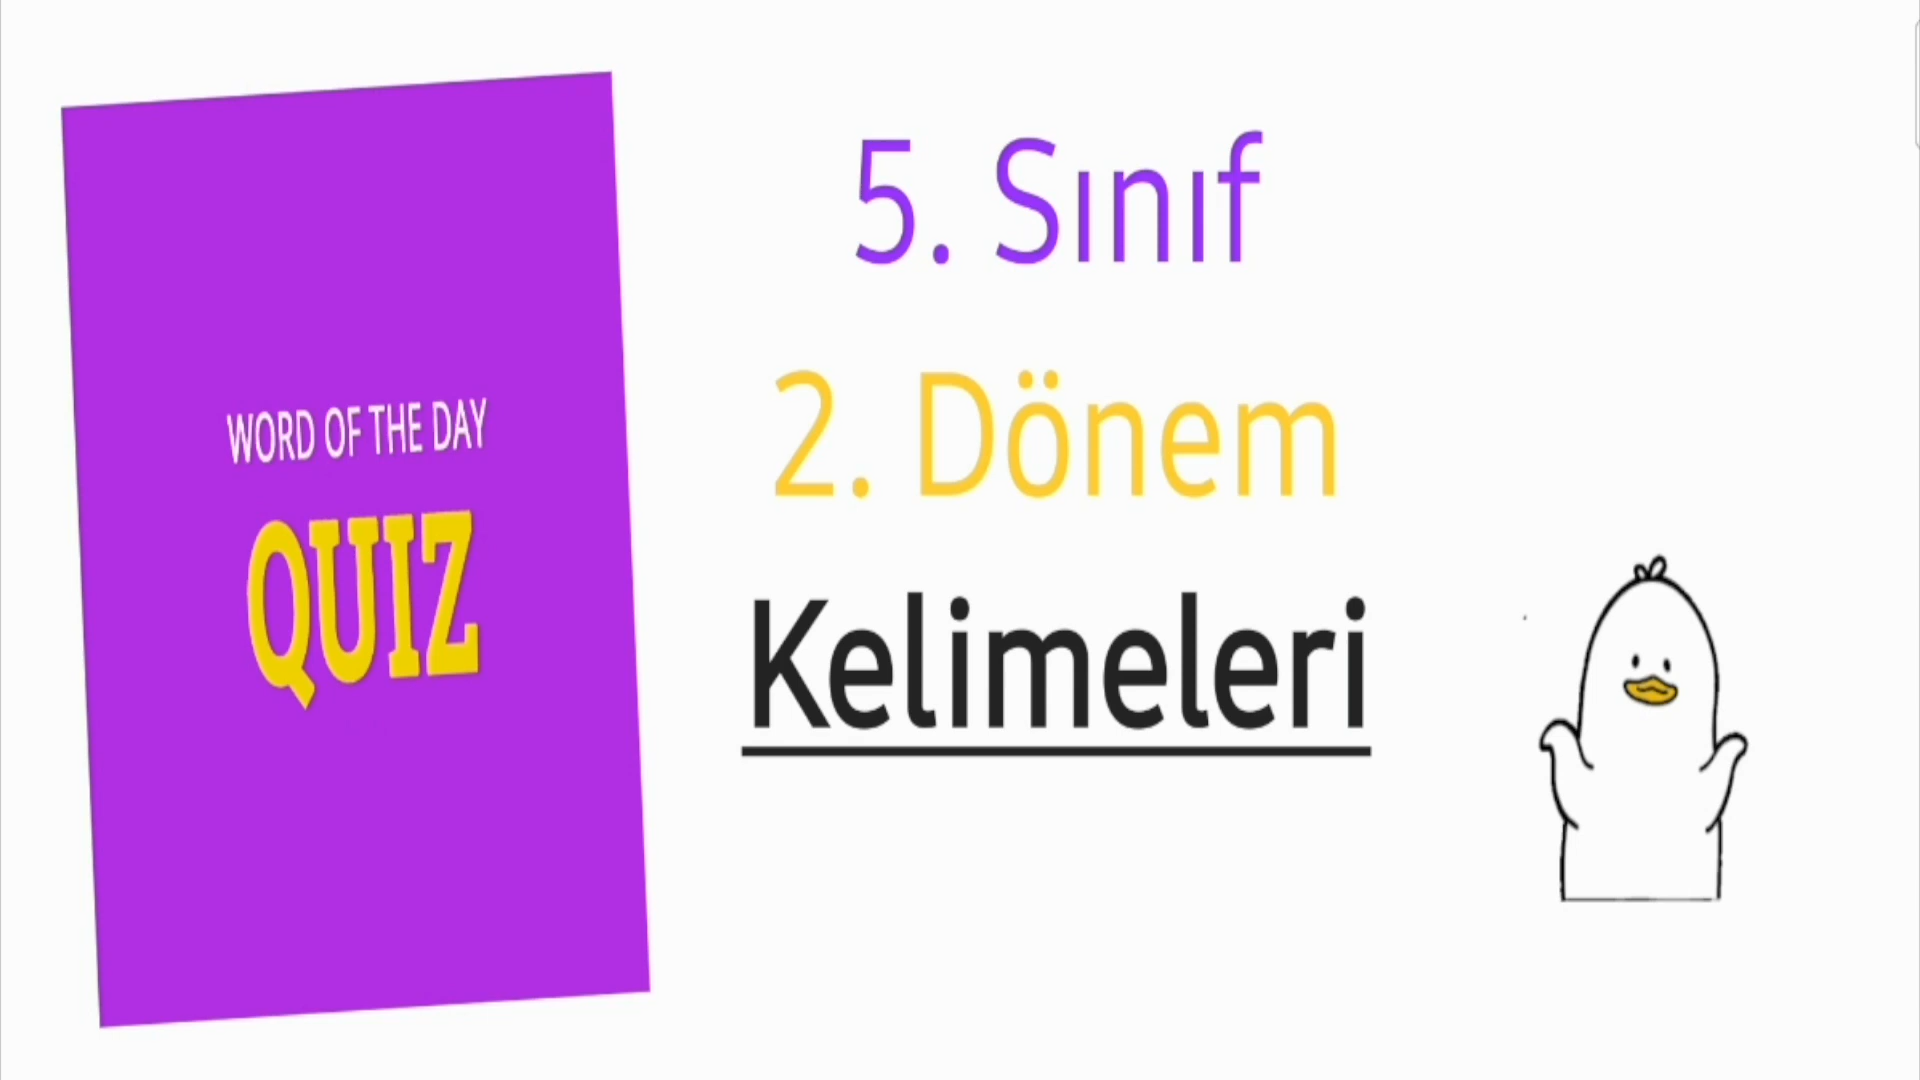 WORD OF THE DAY
QUIZ
5. Sınıf
2. Dönem
Kelimeleri